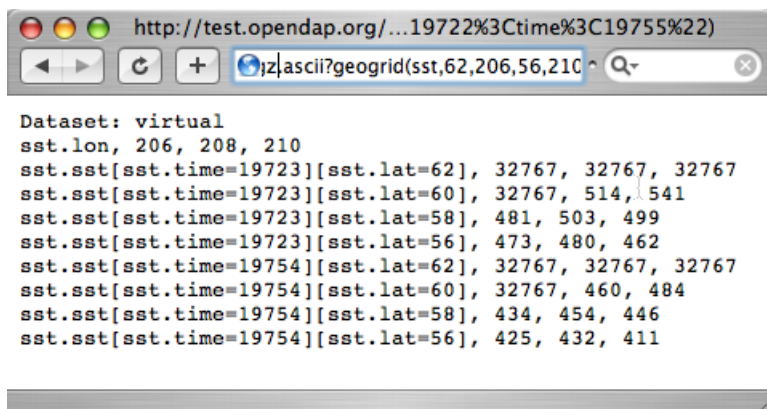 http://test.opendap.org/...19722%3Ctime%3C19755%22)
gz.ascii?geogrid(sst,62,206,56,210
Dataset: virtual
sst.lon, 206, 208, 210
sst.sst[sst.time=19723][sst.lat=62], 32767, 32767, 32767
sst.sst[sst.time=19723][sst.lat=60], 32767, 514, 541
sst.sst[sst.time=19723][sst.lat=58], 481, 503, 499
sst.sst[sst.time=19723][sst.lat=56], 473, 480, 462
sst.sst[sst.time=19754][sst.lat=62], 32767, 32767, 32767
sst.sst[sst.time=19754][sst.lat=60], 32767, 460, 484
sst.sst[sst.time=19754][sst.lat=58], 434, 454, 446
sst.sst[sst.time=19754][sst.lat=56], 425, 432, 411